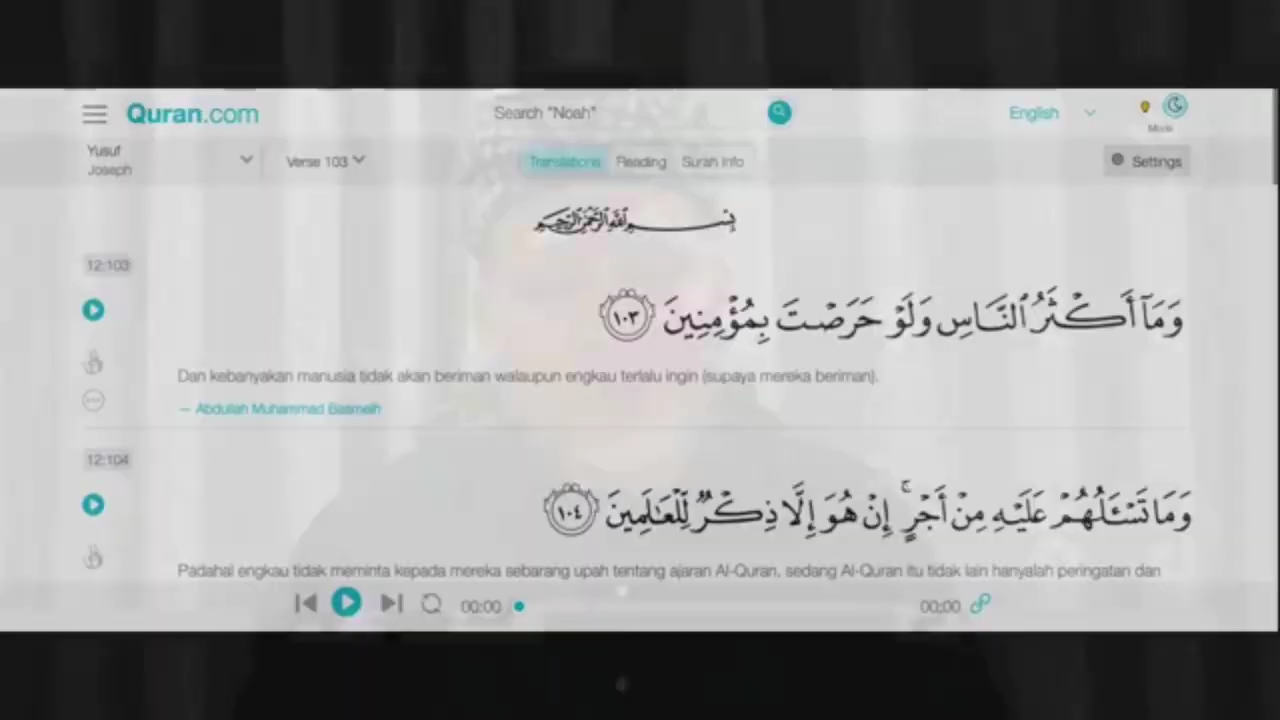 Quran.com
Search "Noah"
English
Mode
Yusuf
Joseph
Verse 103
Translations
Reading
Surah Info
Settings
بِسْمِ ٱللَّهِ ٱلرَّحْمَٰنِ ٱلرَّحِيمِ
12:103
وَمَآ أَكْثَرُ ٱلنَّاسِ وَلَوْ حَرَصْتَ بِمُؤْمِنِينَ ١٠٣
Dan kebanyakan manusia tidak akan beriman walaupun engkau terlalu ingin (supaya mereka beriman).
— Abdullah Muhammad Basmeih
12:104
وَمَا تَسْـَٔلُهُمْ عَلَيْهِ مِنْ أَجْرٍ ۚ إِنْ هُوَ إِلَّا ذِكْرٌ لِّلْعَـٰلَمِينَ ١٠٤
Padahal engkau tidak meminta kepada mereka sebarang upah tentang ajaran Al-Quran, sedang Al-Quran itu tidak lain hanyalah peringatan dan
00:00
00:00